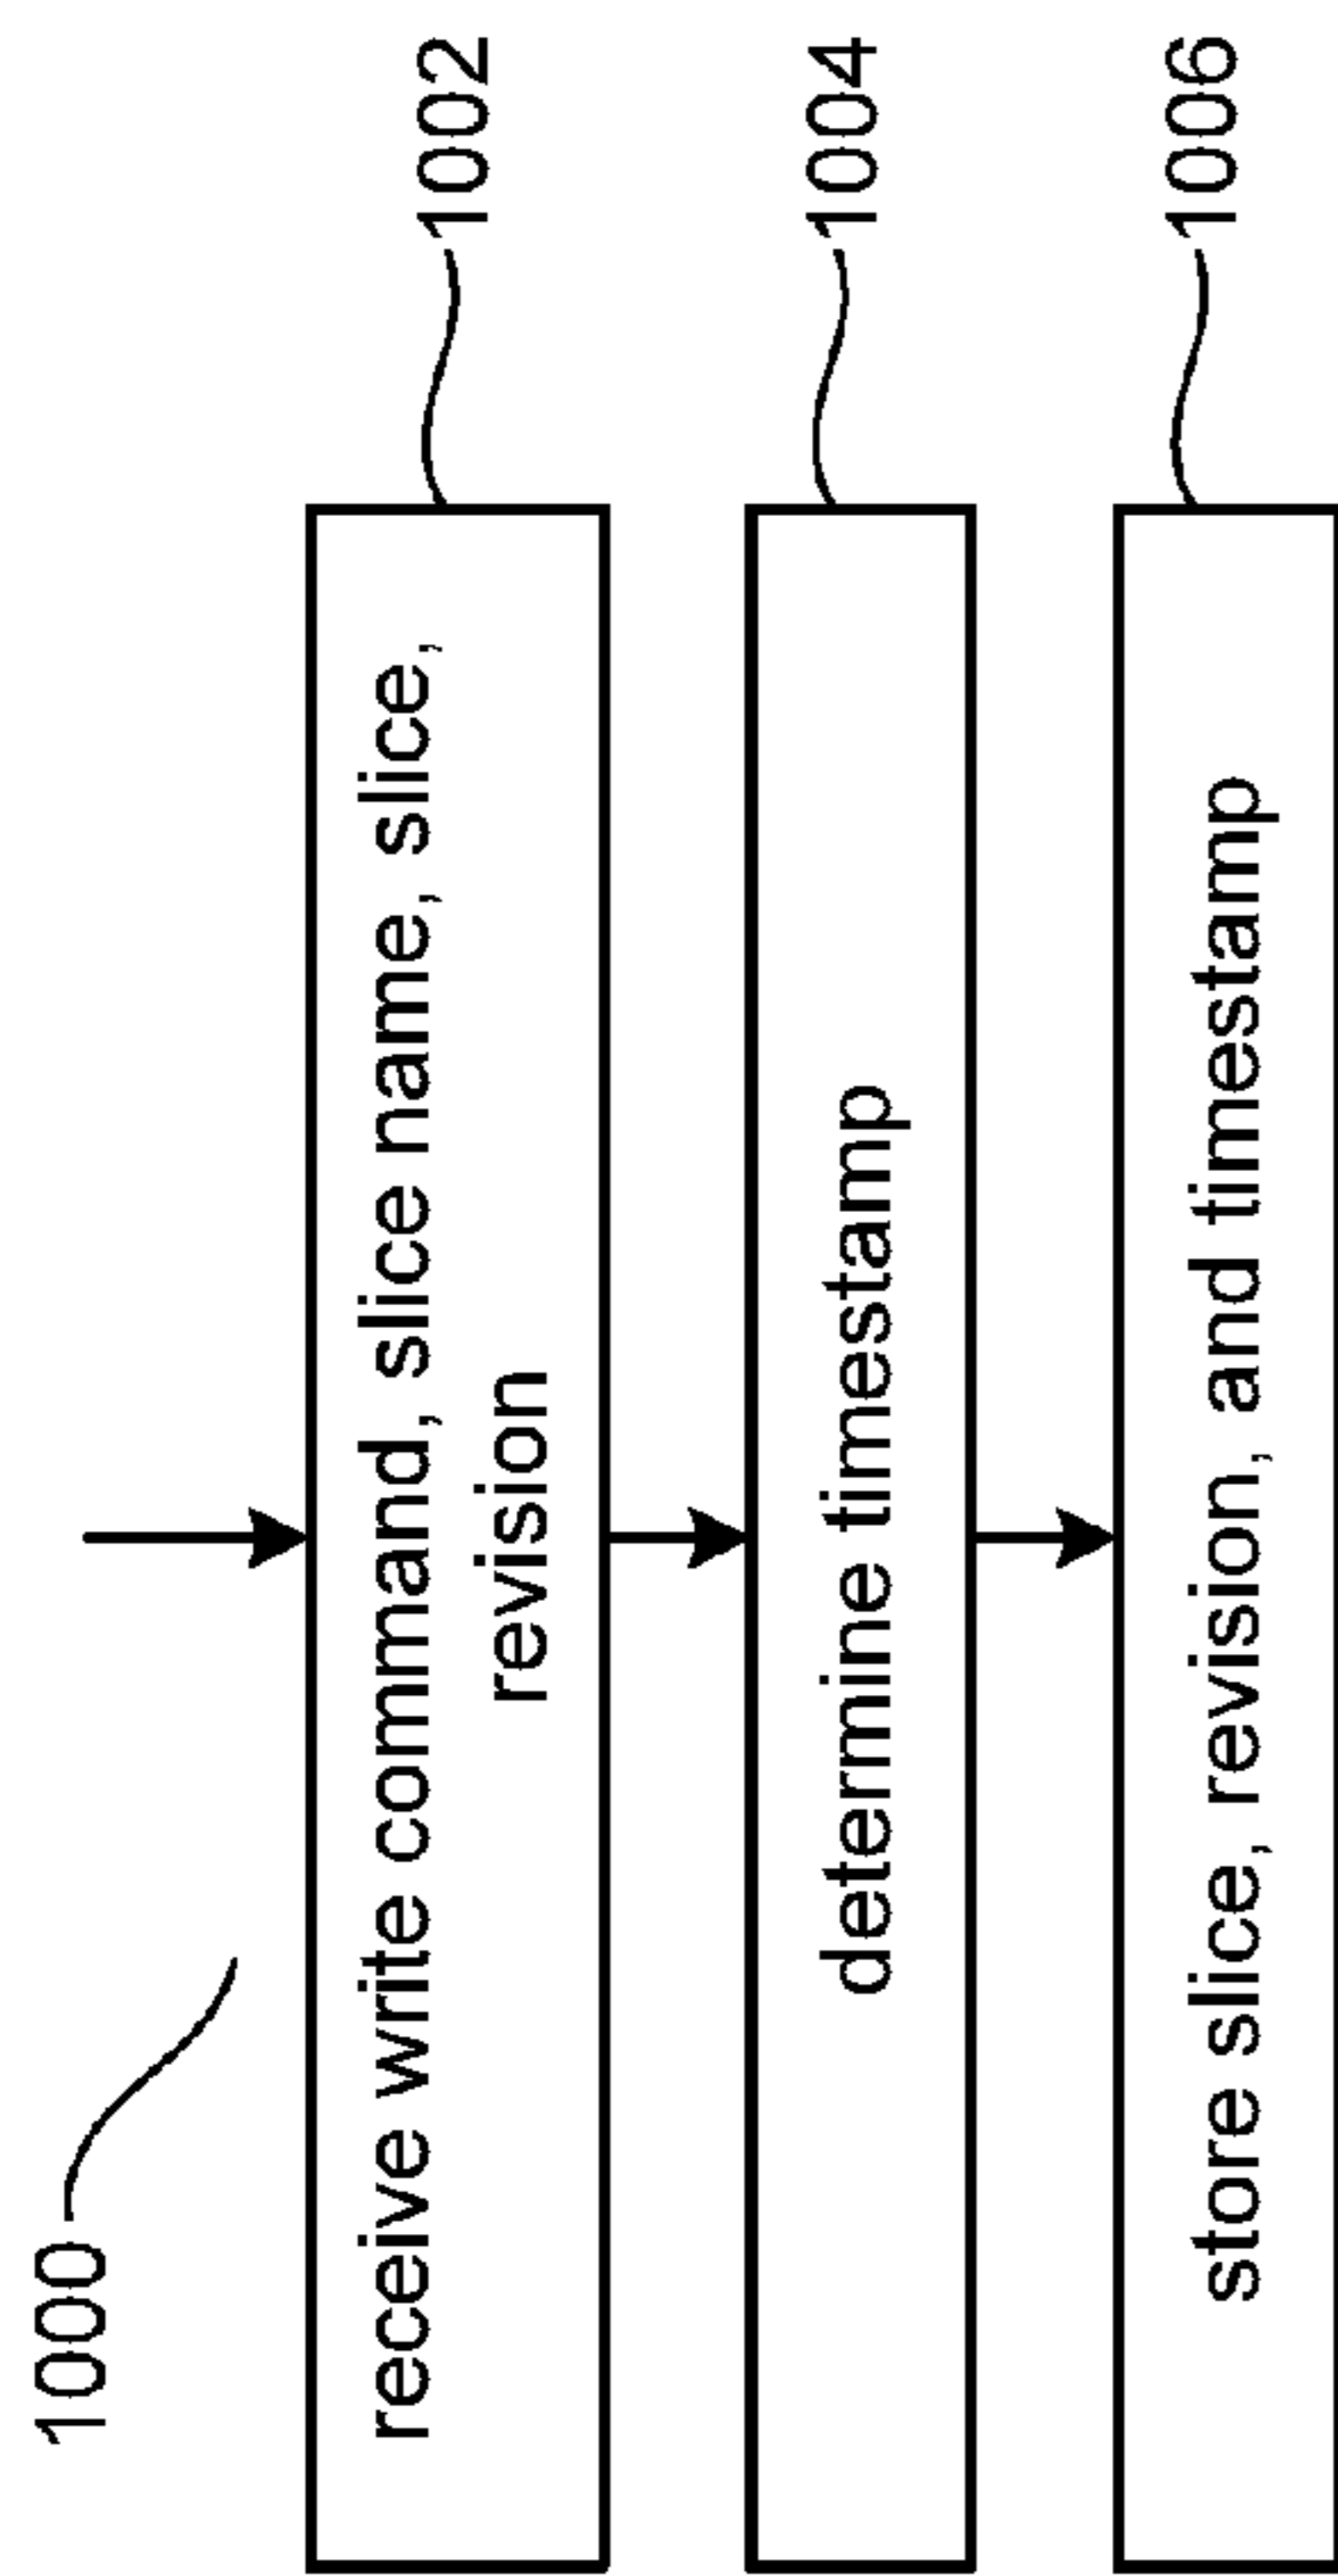 1000
receive write command, slice name, slice,
revision
1002
determine timestamp
1004
store slice, revision, and timestamp
1006